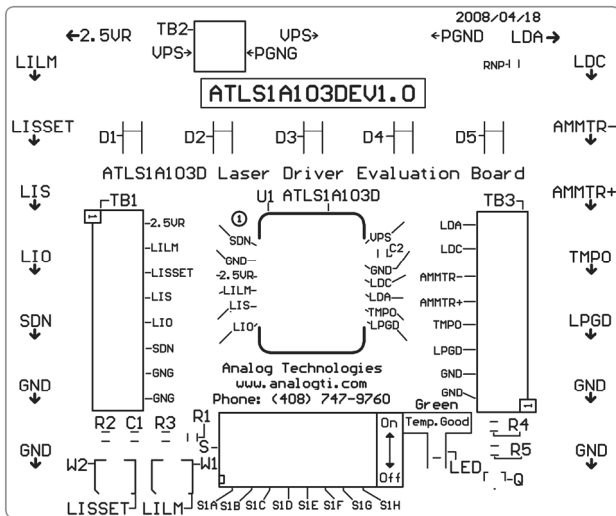 2008/04/18
←2.5VR
TB2
VPS→
←PGNG
VPS→
←PGND
LDA→
LILM
RNP
LDC
ATLS1A103DEV1.0
LISSET
D1
D2
D3
D4
D5
AMMTR-
ATLS1A103D Laser Driver Evaluation Board
LIS
TB1
U1 ATLS1A103D
TB3
AMMTR+
1
2.5VR
LILM
LISSET
LIS
LIO
SDN
GNG
GNG
1
SDN
GND
2.5VR
LILM
LIS
LIO
VPS
C2
GND
LDC
LDA
TMPO
LPGD
LDA
LDC
AMMTR-
AMMTR+
TMPO
LPGD
GND
GND
1
LIO
TMPO
SDN
LPGD
GND
GND
Analog Technologies
www.analogti.com
Phone: (408) 747-9760
Green
Temp.Good
R2 C1 R3
R1
S
On
Off
R4
R5
GND
GND
W2
W1
LED
Q
LISSET
LILM
S1A S1B S1C S1D S1E S1F S1G S1H